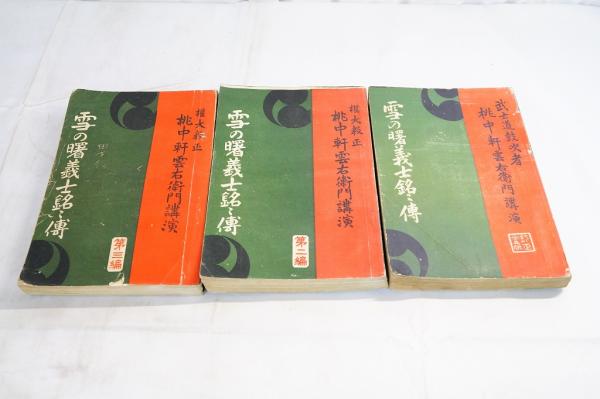 武士道鼓吹者
桃中軒雲右衛門講演
雪の曙義士銘々傳
権大教正
桃中軒雲右衛門講演
雪の曙義士銘々傳
第二編
権大教正
桃中軒雲右衛門講演
雪の曙義士銘々傳
第三編